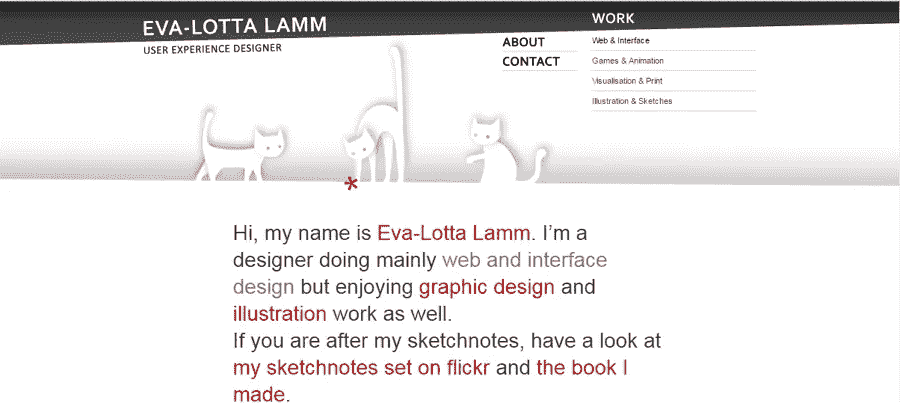 EVA-LOTTA LAMM
USER EXPERIENCE DESIGNER
ABOUT
CONTACT
WORK
Web & Interface
Games & Animation
Visualisation & Print
Illustration & Sketches
*
Hi, my name is Eva-Lotta Lamm. I'm a
designer doing mainly web and interface
design but enjoying graphic design and
illustration work as well.
If you are after my sketchnotes, have a look at
my sketchnotes set on flickr and the book I
made.